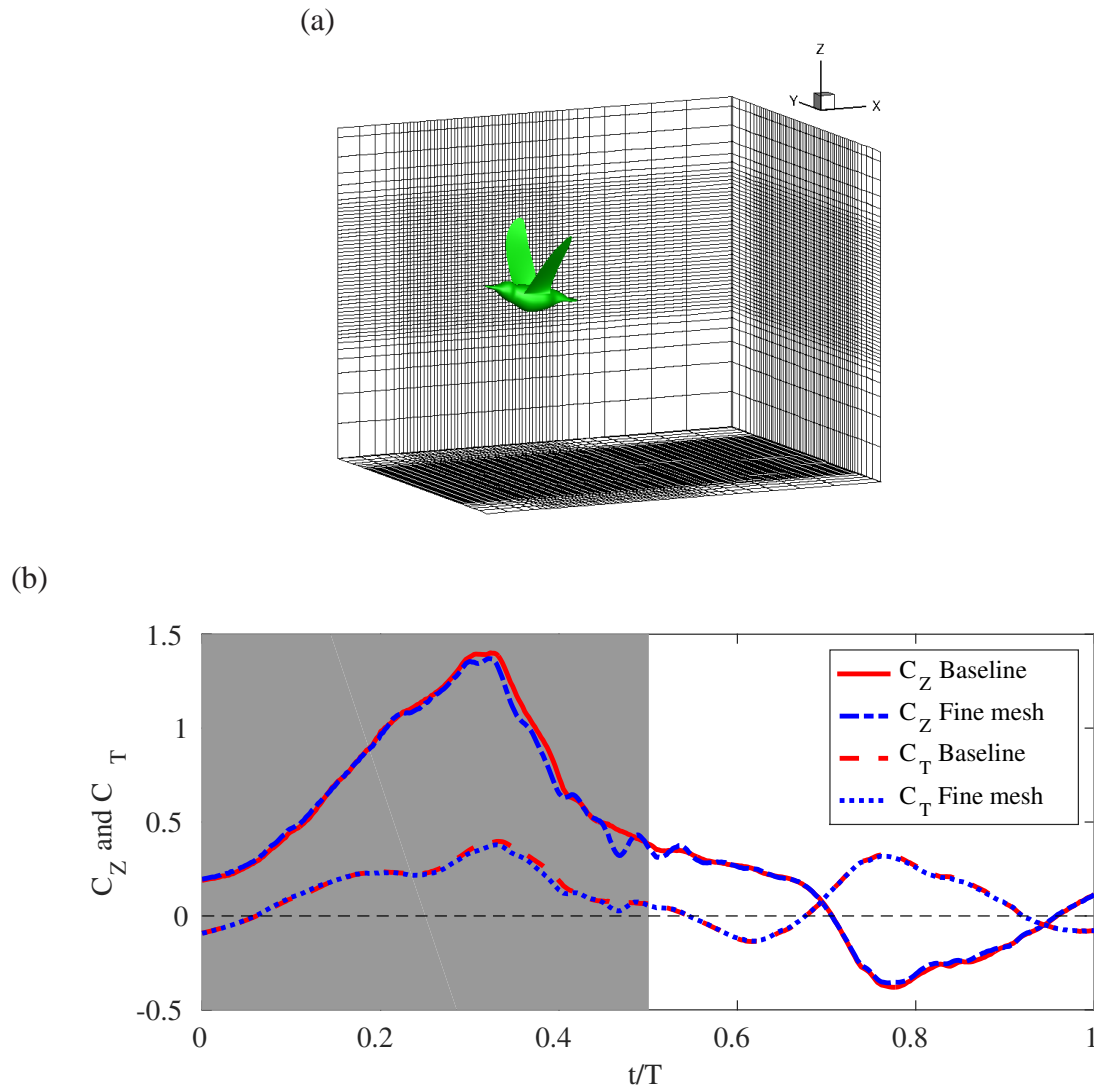 (a)
Z
Y
X
(b)
1.5
1
0.5
0
-0.5
C_Z and C_T
C_Z Baseline
C_Z Fine mesh
C_T Baseline
C_T Fine mesh
0 0.2 0.4 0.6 0.8 1
t/T